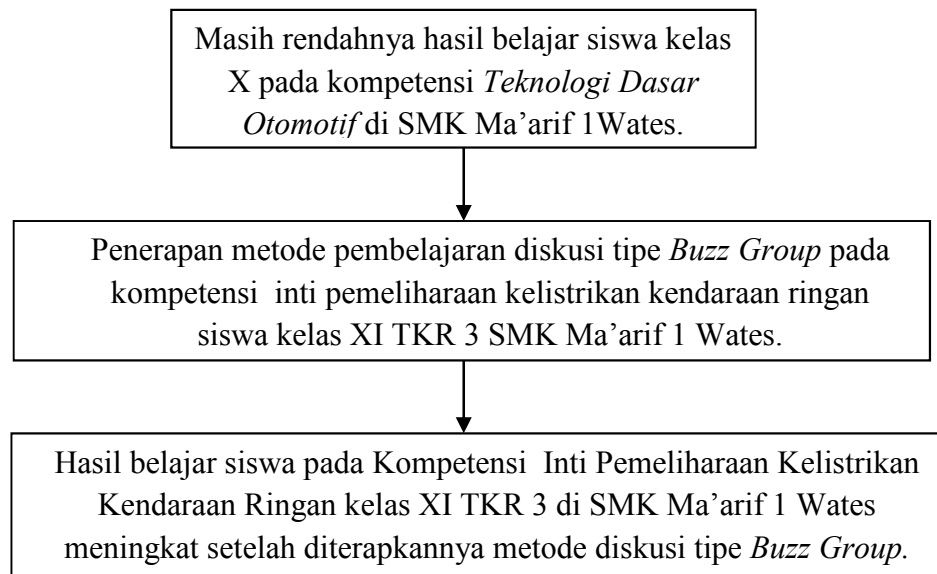 Masih rendahnya hasil belajar siswa kelas
X pada kompetensi Teknologi Dasar
Otomotif di SMK Ma’arif 1Wates.
Penerapan metode pembelajaran diskusi tipe Buzz Group pada
kompetensi  inti pemeliharaan kelistrikan kendaraan ringan
siswa kelas XI TKR 3 SMK Ma’arif 1 Wates.
Hasil belajar siswa pada Kompetensi  Inti Pemeliharaan Kelistrikan
Kendaraan Ringan kelas XI TKR 3 di SMK Ma’arif 1 Wates
meningkat setelah diterapkannya metode diskusi tipe Buzz Group.